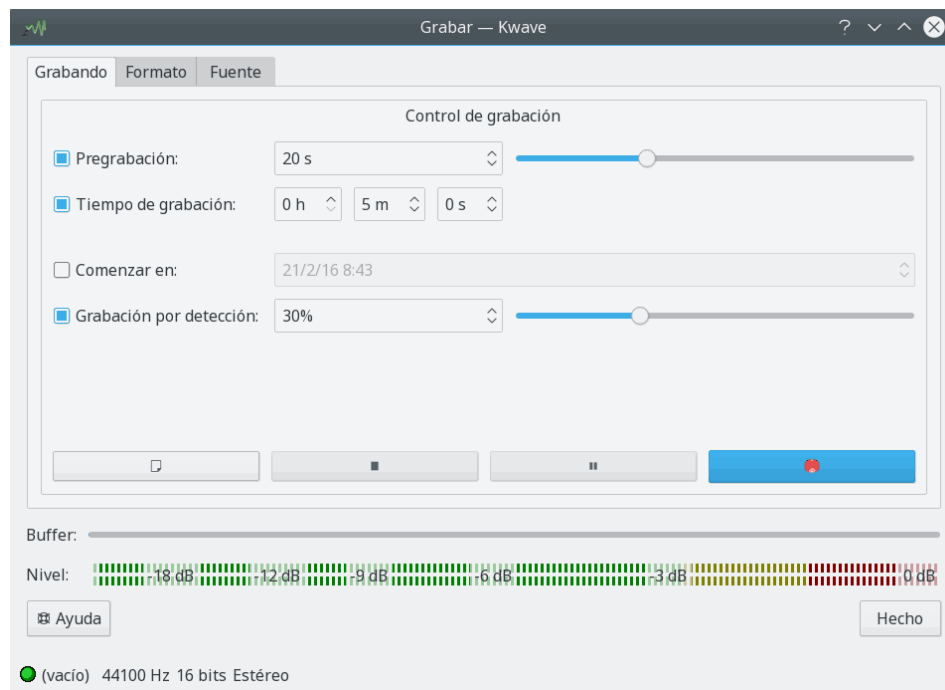 Grabar — Kwave
Grabando Formato Fuente
Control de grabación
Pregrabación: 20 s
Tiempo de grabación: 0 h 5 m 0 s
Comenzar en: 21/2/16 8:43
Grabación por detección: 30%
Buffer:
Nivel: -18 dB -12 dB -9 dB -6 dB -3 dB 0 dB
Ayuda Hecho
(vacío) 44100 Hz 16 bits Estéreo